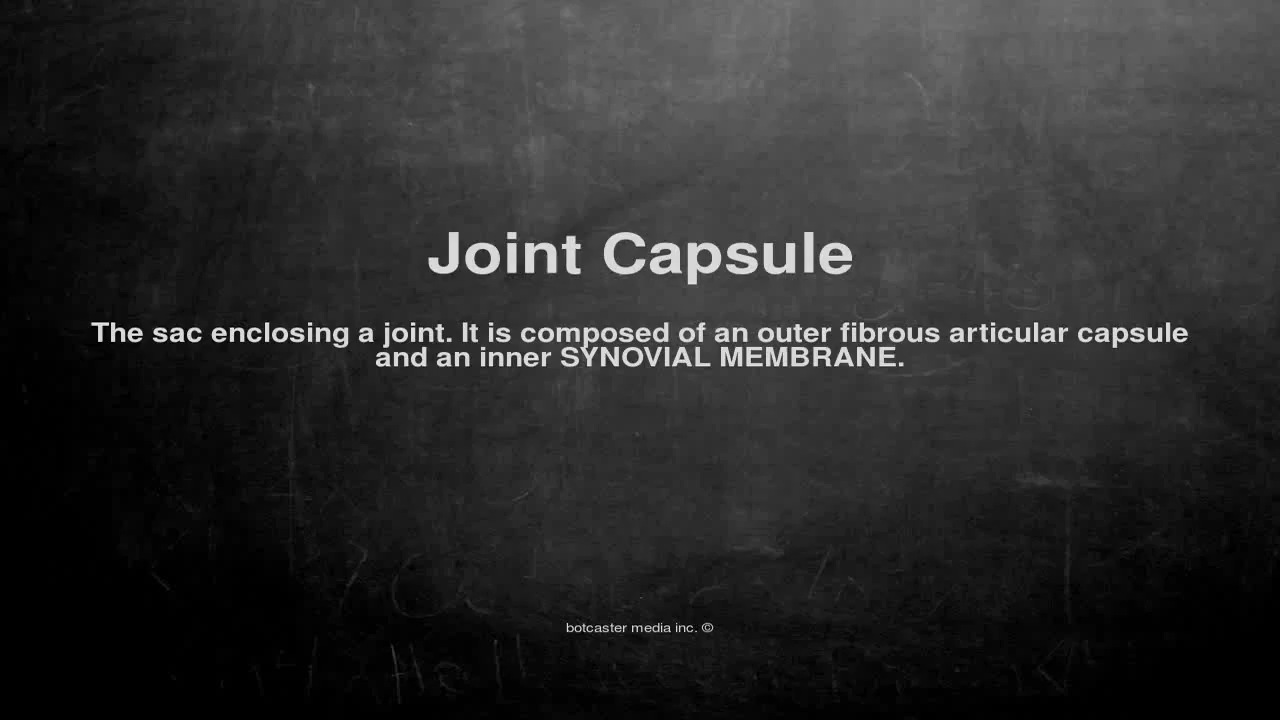 Joint Capsule
The sac enclosing a joint. It is composed of an outer fibrous articular capsule
and an inner SYNOVIAL MEMBRANE.
botcaster media inc. ©